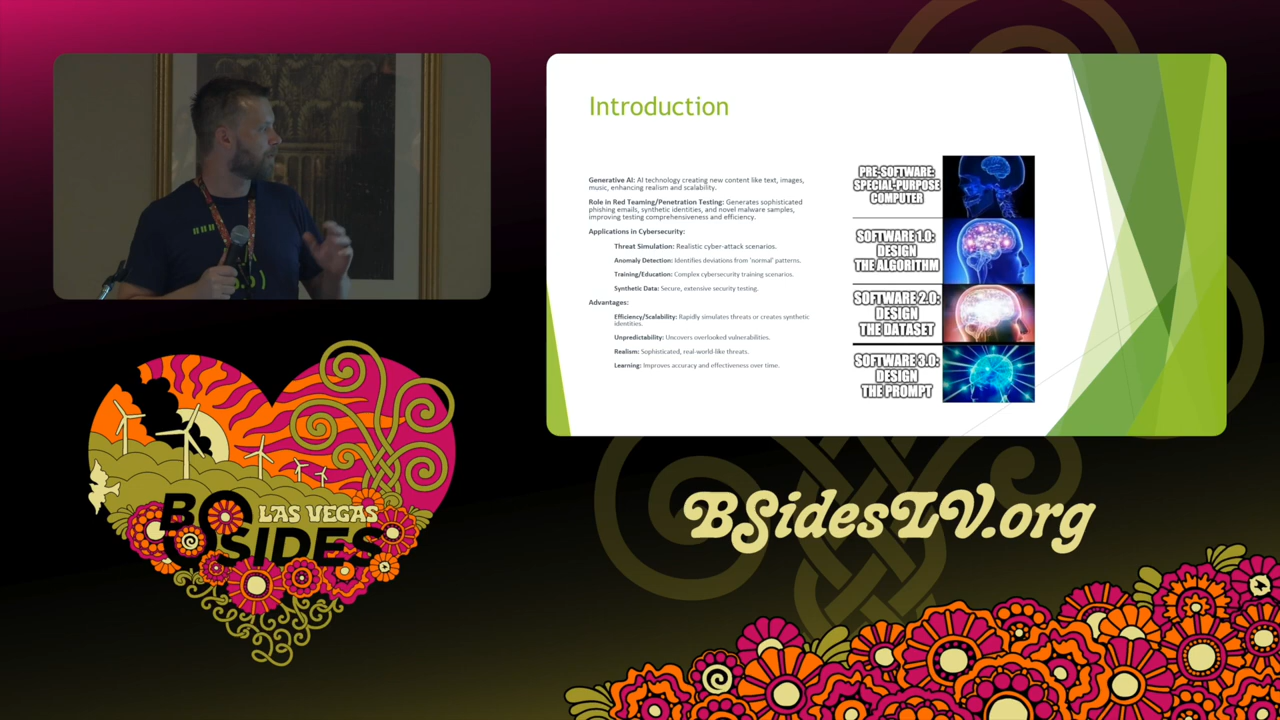 Introduction
Generative AI: AI technology creating new content like text, images,
music, enhancing realism and scalability.
Role in Red Teaming/Penetration Testing: Generates sophisticated
phishing emails, synthetic identities, and novel malware samples,
improving testing comprehensiveness and efficiency.
Applications in Cybersecurity:
Threat Simulation: Realistic cyber-attack scenarios.
Anomaly Detection: Identifies deviations from 'normal' patterns.
Training/Education: Complex cybersecurity training scenarios.
Synthetic Data: Secure, extensive security testing.
Advantages:
Efficiency/Scalability: Rapidly simulates threats or creates synthetic
identities.
Unpredictability: Uncovers overlooked vulnerabilities.
Realism: Sophisticated, real-world-like threats.
Learning: Improves accuracy and effectiveness over time.
PRE-SOFTWARE:
SPECIAL-PURPOSE
COMPUTER
SOFTWARE 1.0:
DESIGN
THE ALGORITHM
SOFTWARE 2.0:
DESIGN
THE DATASET
SOFTWARE 3.0:
DESIGN
THE PROMPT
BSIDES
LAS VEGAS
BSidesLV.org